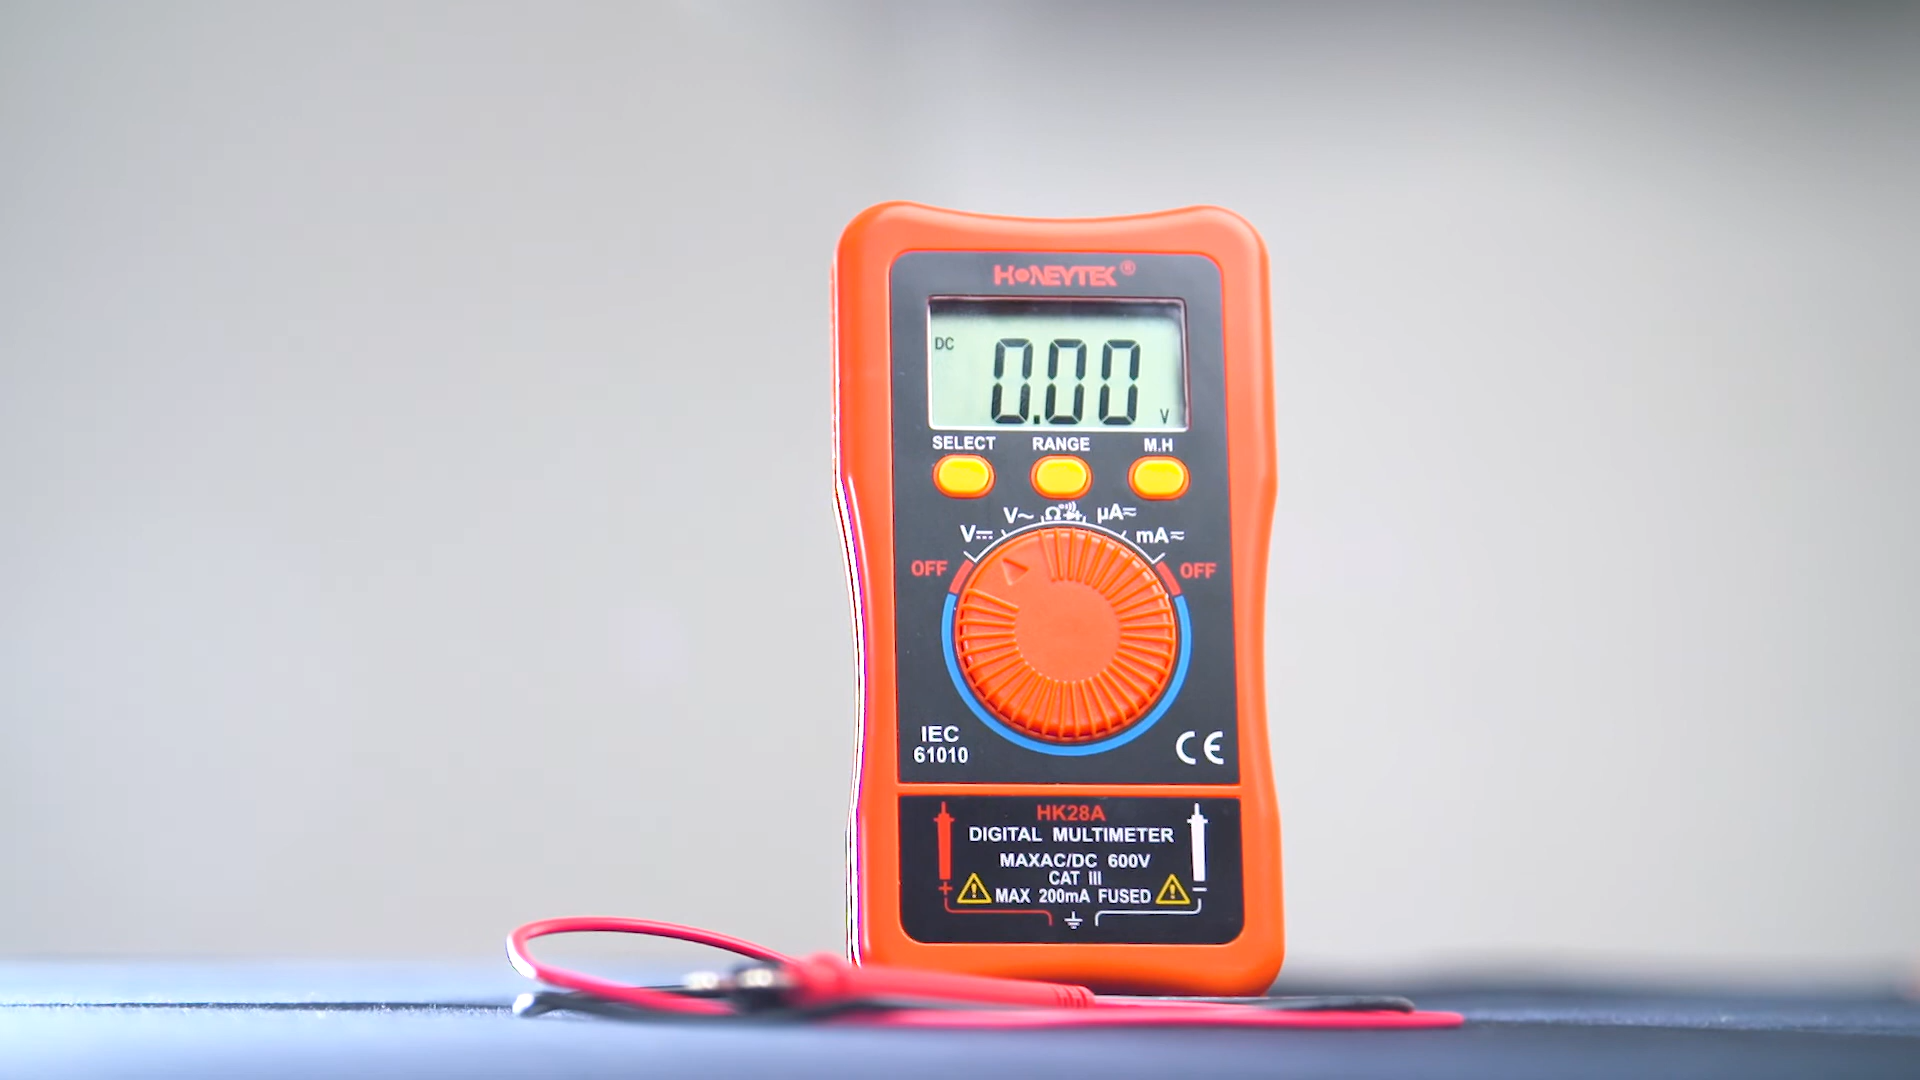 HONEYTEK®
DC 0.00 V
SELECT RANGE M.H
V⎓ V~ Ω µA≂ mA≂
OFF OFF
IEC
61010
CE
HK28A
DIGITAL MULTIMETER
MAXAC/DC 600V
CAT III
+ MAX 200mA FUSED −